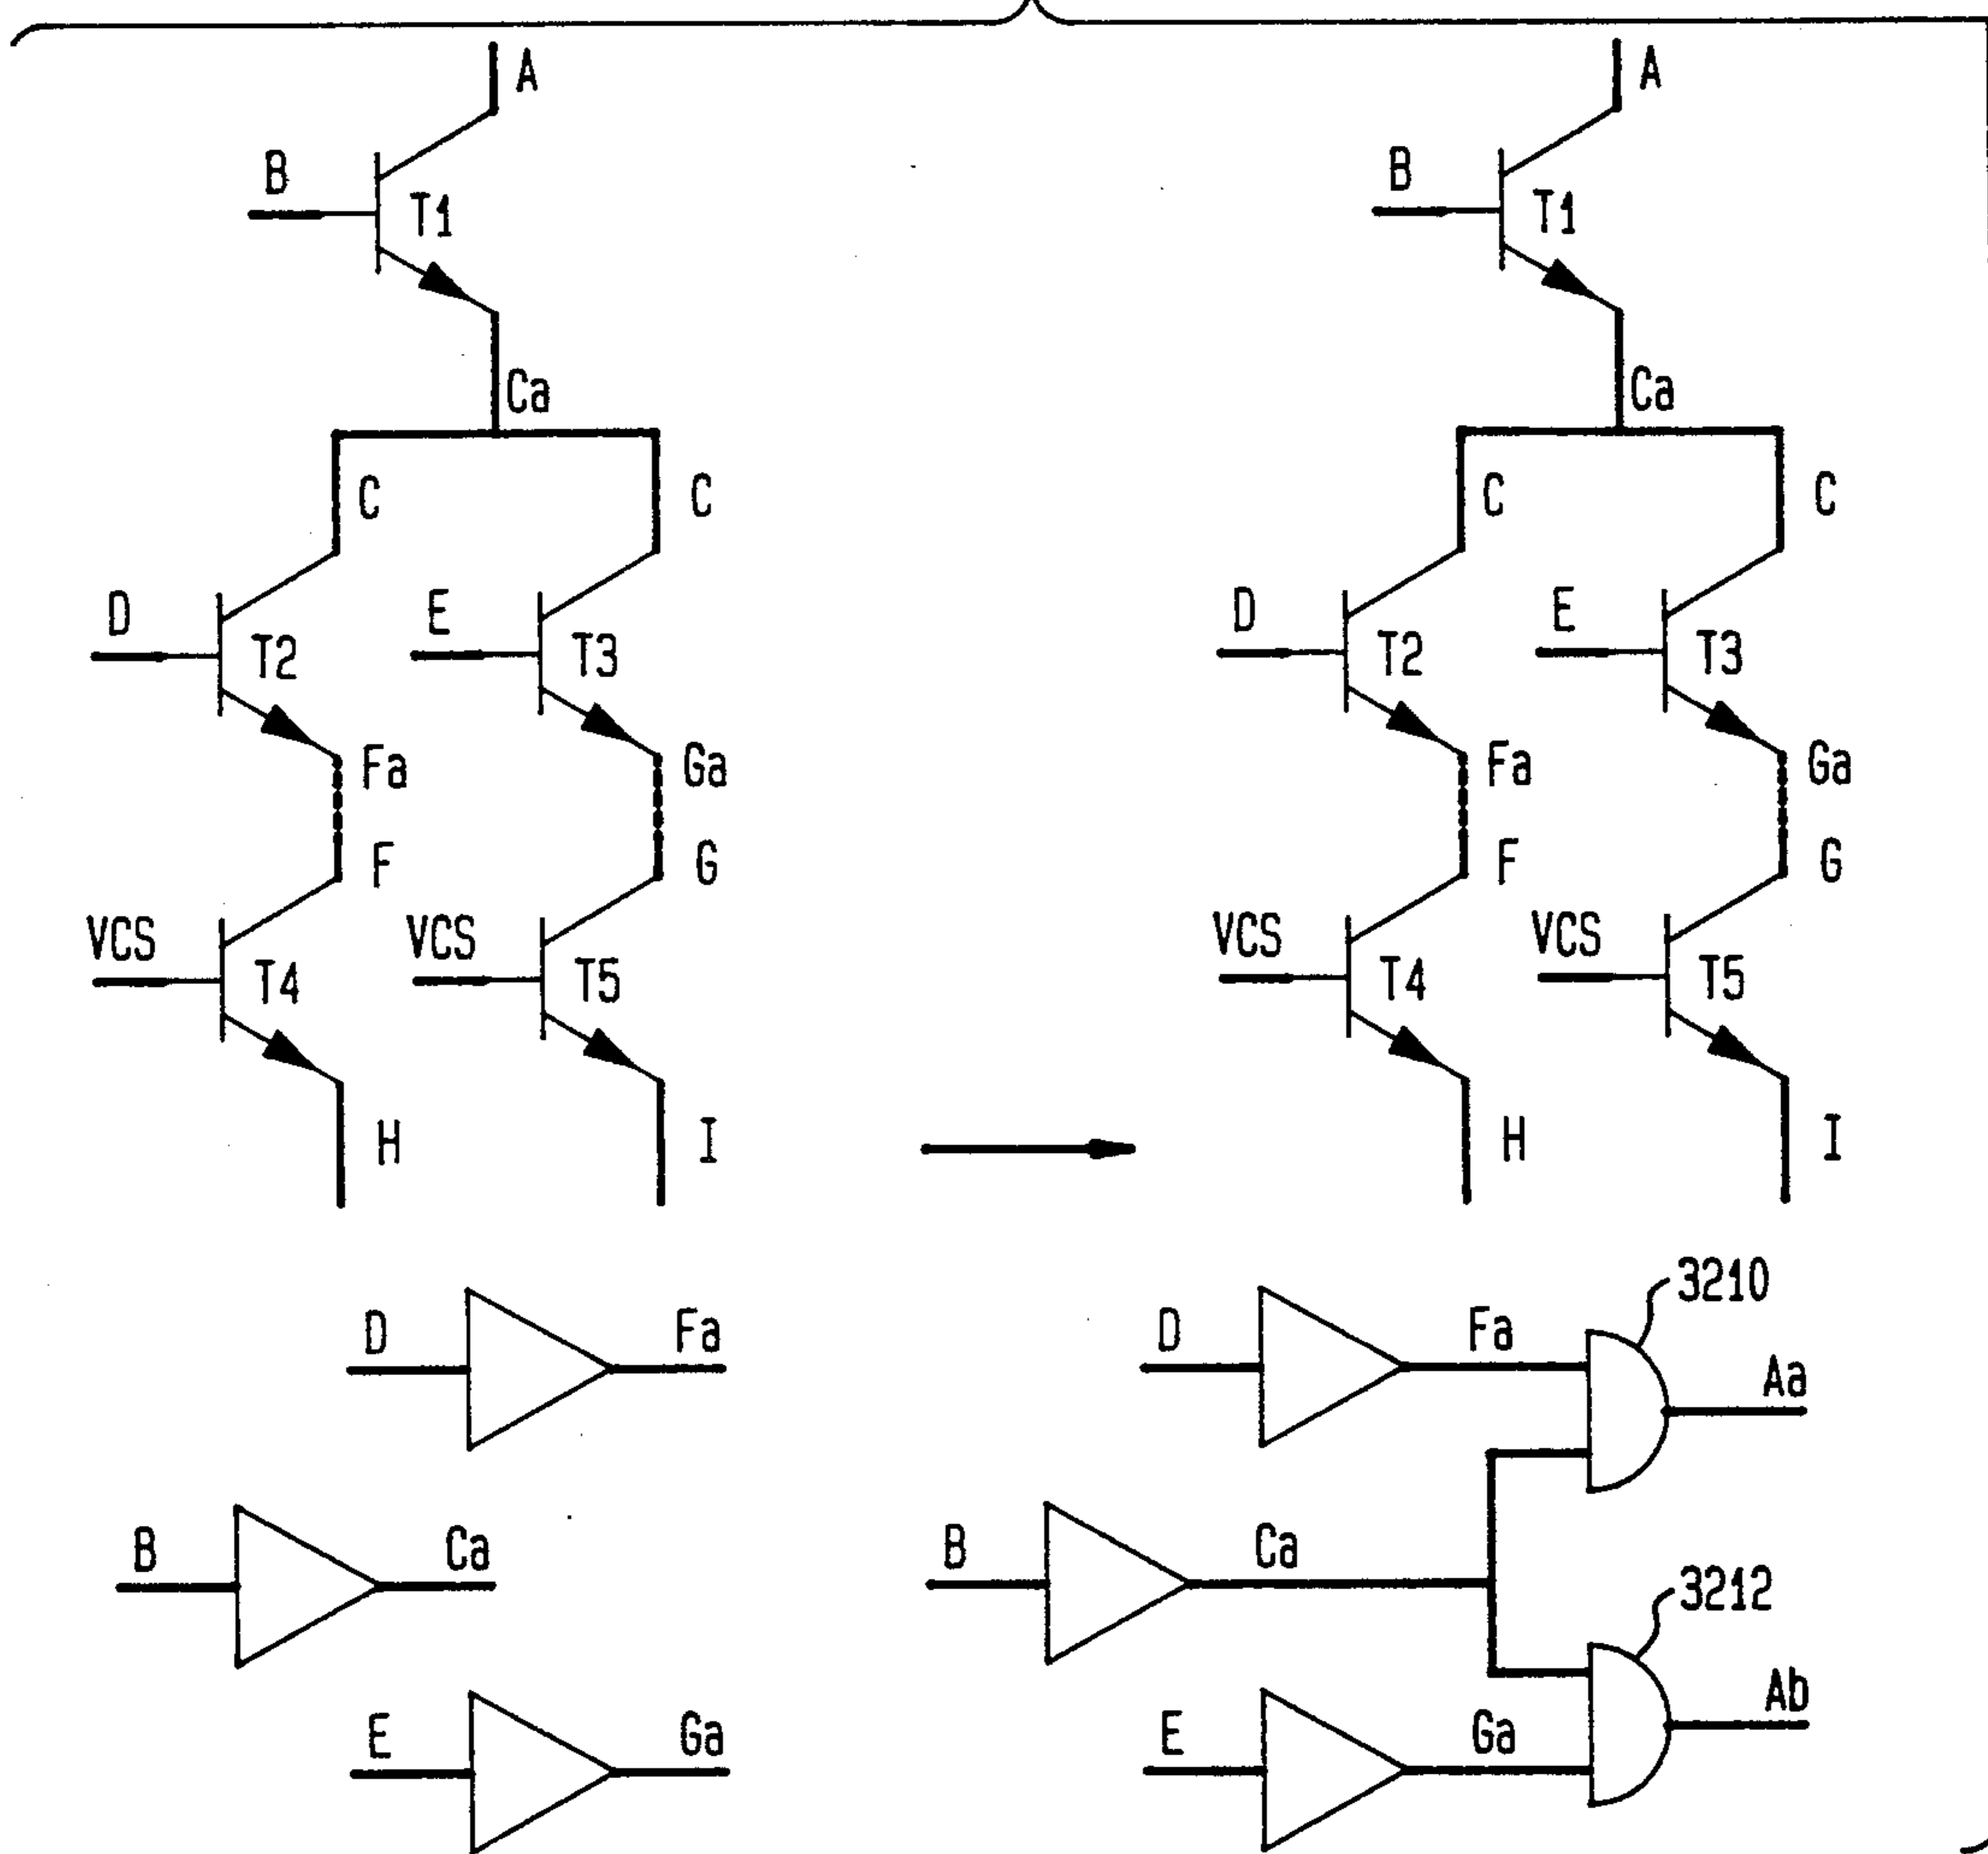 A A
B B
T1 T1
Ca Ca
C C C C
D E D E
T2 T3 T2 T3
Fa Ga Fa Ga
F G F G
VCS VCS VCS VCS
T4 T5 T4 T5
H I H I
3210
D Fa D Fa Aa
B Ca B Ca
3212
E Ga E Ga Ab